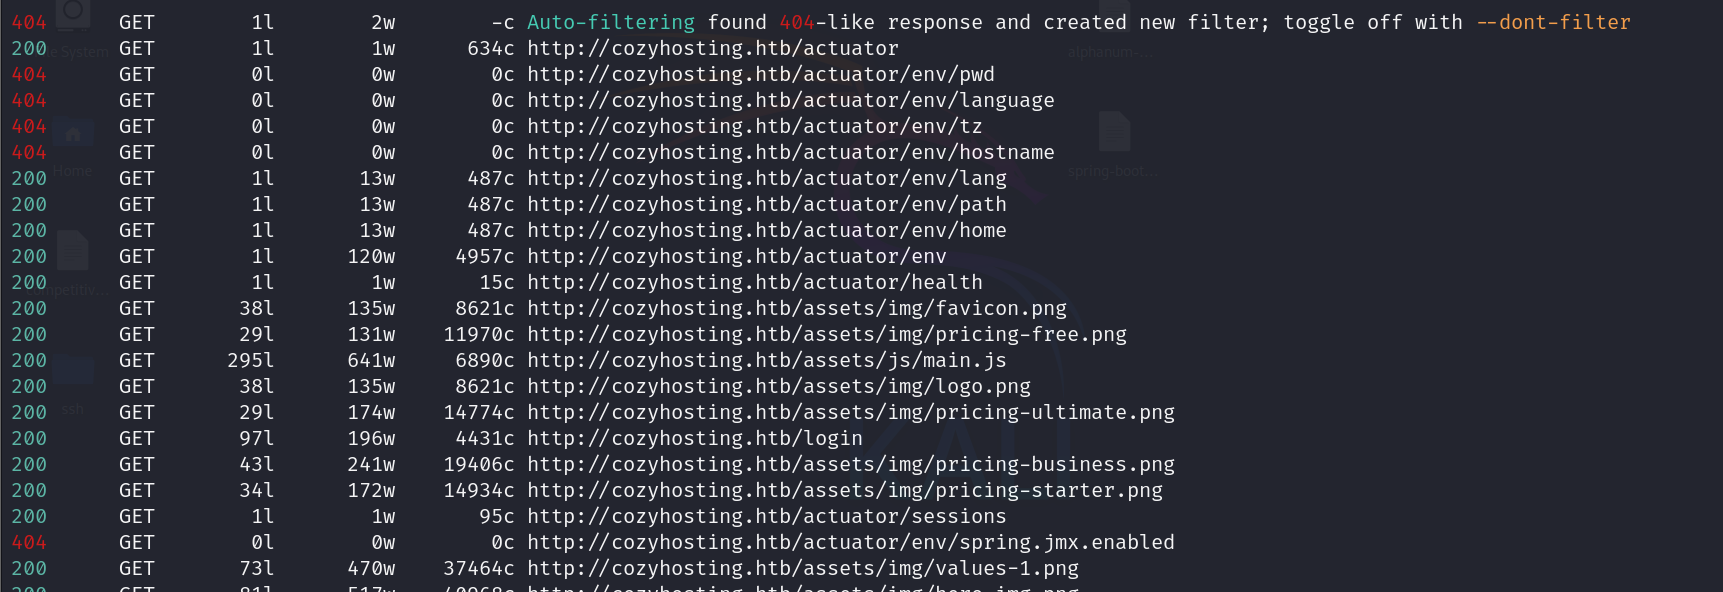 404 GET 1l 2w -c Auto-filtering found 404-like response and created new filter; toggle off with --dont-filter
200 GET 1l 1w 634c http://cozyhosting.htb/actuator
404 GET 0l 0w 0c http://cozyhosting.htb/actuator/env/pwd
404 GET 0l 0w 0c http://cozyhosting.htb/actuator/env/language
404 GET 0l 0w 0c http://cozyhosting.htb/actuator/env/tz
404 GET 0l 0w 0c http://cozyhosting.htb/actuator/env/hostname
200 GET 1l 13w 487c http://cozyhosting.htb/actuator/env/lang
200 GET 1l 13w 487c http://cozyhosting.htb/actuator/env/path
200 GET 1l 13w 487c http://cozyhosting.htb/actuator/env/home
200 GET 1l 120w 4957c http://cozyhosting.htb/actuator/env
200 GET 1l 1w 15c http://cozyhosting.htb/actuator/health
200 GET 38l 135w 8621c http://cozyhosting.htb/assets/img/favicon.png
200 GET 29l 131w 11970c http://cozyhosting.htb/assets/img/pricing-free.png
200 GET 295l 641w 6890c http://cozyhosting.htb/assets/js/main.js
200 GET 38l 135w 8621c http://cozyhosting.htb/assets/img/logo.png
200 GET 29l 174w 14774c http://cozyhosting.htb/assets/img/pricing-ultimate.png
200 GET 97l 196w 4431c http://cozyhosting.htb/login
200 GET 43l 241w 19406c http://cozyhosting.htb/assets/img/pricing-business.png
200 GET 34l 172w 14934c http://cozyhosting.htb/assets/img/pricing-starter.png
200 GET 1l 1w 95c http://cozyhosting.htb/actuator/sessions
404 GET 0l 0w 0c http://cozyhosting.htb/actuator/env/spring.jmx.enabled
200 GET 73l 470w 37464c http://cozyhosting.htb/assets/img/values-1.png
System
alphanum-...
Home
spring-boot...
ssh
KALI